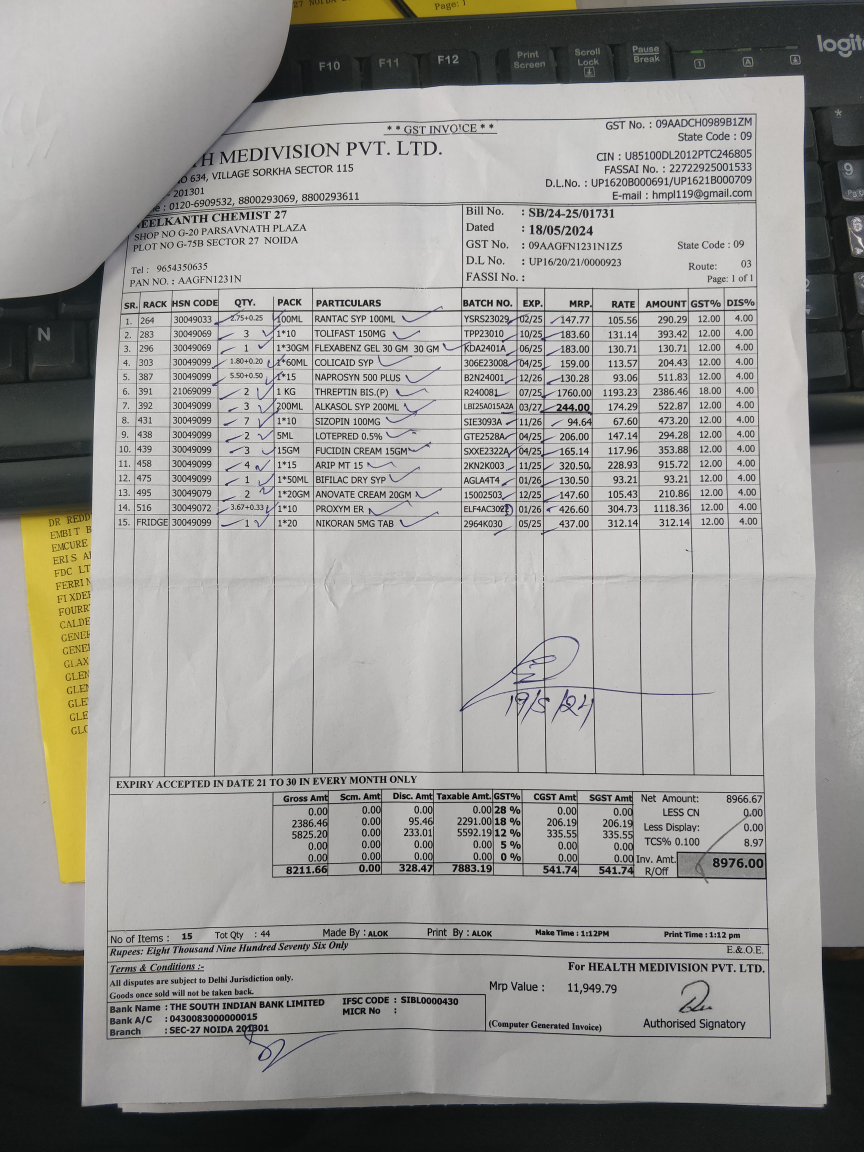 27 NOIDA
Page: 1
F10 F11 F12 Print Screen Scroll Lock Pause Break
1 A
logit
9
N
* * GST INVOICE * *
GST No. : 09AADCH0989B1ZM
State Code : 09
TH MEDIVISION PVT. LTD.
CIN : U85100DL2012PTC246805
NO 634, VILLAGE SORKHA SECTOR 115
FASSAI No. : 22722925001533
- 201301
D.L.No. : UP1620B000691/UP1621B000709
: 0120-6909532, 8800293069, 8800293611
E-mail : hmpl119@gmail.com
EELKANTH CHEMIST 27
SHOP NO G-20 PARSAVNATH PLAZA
PLOT NO G-75B SECTOR 27 NOIDA
Tel : 9654350635
PAN NO. : AAGFN1231N
Bill No. : SB/24-25/01731
Dated : 18/05/2024
GST No. : 09AAGFN1231N1Z5 State Code : 09
D.L No. : UP16/20/21/0000923 Route: 03
FASSI No. : Page: 1 of 1
SR. RACK HSN CODE QTY. PACK PARTICULARS BATCH NO. EXP. MRP. RATE AMOUNT GST% DIS%
1. 264 30049033 2.75+0.25 100ML RANTAC SYP 100ML YSRS23029 02/25 147.77 105.56 290.29 12.00 4.00
2. 283 30049069 3 1*10 TOLIFAST 150MG TPP23010 10/25 183.60 131.14 393.42 12.00 4.00
3. 296 30049069 1 1*30GM FLEXABENZ GEL 30 GM 30 GM KDA2401A 06/25 183.00 130.71 130.71 12.00 4.00
4. 303 30049099 1.80+0.20 1*60ML COLICAID SYP 306E23008 04/25 159.00 113.57 204.43 12.00 4.00
5. 387 30049099 5.50+0.50 1*15 NAPROSYN 500 PLUS B2N24001 12/26 130.28 93.06 511.83 12.00 4.00
6. 391 21069099 2 1 KG THREPTIN BIS.(P) R240081 07/25 1760.00 1193.23 2386.46 18.00 4.00
7. 392 30049099 3 200ML ALKASOL SYP 200ML LBI25A015A2A 03/27 244.00 174.29 522.87 12.00 4.00
8. 431 30049099 7 1*10 SIZOPIN 100MG SIE3093A 11/26 94.64 67.60 473.20 12.00 4.00
9. 438 30049099 2 5ML LOTEPRED 0.5% GTE2528A 04/25 206.00 147.14 294.28 12.00 4.00
10. 439 30049099 3 15GM FUCIDIN CREAM 15GM SXXE2322A 04/25 165.14 117.96 353.88 12.00 4.00
11. 458 30049099 4 1*15 ARIP MT 15 2KN2K003 11/25 320.50 228.93 915.72 12.00 4.00
12. 475 30049099 1 1*50ML BIFILAC DRY SYP AGLA4T4 01/26 130.50 93.21 93.21 12.00 4.00
13. 495 30049079 2 1*20GM ANOVATE CREAM 20GM 15002503 12/25 147.60 105.43 210.86 12.00 4.00
14. 516 30049072 3.67+0.33 1*10 PROXYM ER 01/26 426.60 304.73 1118.36 12.00 4.00
15. FRIDGE 30049099 1 1*20 NIKORAN 5MG TAB 2964K030 05/25 437.00 312.14 312.14 12.00 4.00
19/5/24
DR REDD
EMBIT B
EMCURE
ERIS A
FDC LT
FERRIN
FIXDE
FOURR
CALDE
GENE
GENE
GLAX
GLEN
GLE
GLE
GLE
GLO
EXPIRY ACCEPTED IN DATE 21 TO 30 IN EVERY MONTH ONLY
Gross Amt Scm. Amt Disc. Amt Taxable Amt. GST% CGST Amt SGST Amt
0.00 0.00 0.00 0.00 28 % 0.00 0.00
2386.46 0.00 95.46 2291.00 18 % 206.19 206.19
5825.20 0.00 233.01 5592.19 12 % 335.55 335.55
0.00 0.00 0.00 0.00 5 % 0.00 0.00
0.00 0.00 0.00 0.00 0 % 0.00 0.00
8211.66 0.00 328.47 7883.19 541.74 541.74
Net Amount: 8966.67
LESS CN 0.00
Less Display: 0.00
TCS% 0.100 8.97
Inv. Amt. R/Off 8976.00
No of Items : 15 Tot Qty : 44 Made By : ALOK Print By : ALOK Make Time : 1:12PM Print Time : 1:12 pm
Rupees: Eight Thousand Nine Hundred Seventy Six Only E.& O.E.
Terms & Conditions :-
All disputes are subject to Delhi Jurisdiction only.
Goods once sold will not be taken back.
For HEALTH MEDIVISION PVT. LTD.
Mrp Value : 11,949.79
Bank Name : THE SOUTH INDIAN BANK LIMITED IFSC CODE : SIBL0000430
Bank A/C : 0430083000000015 MICR No :
Branch : SEC-27 NOIDA 201301
(Computer Generated Invoice)
Authorised Signatory